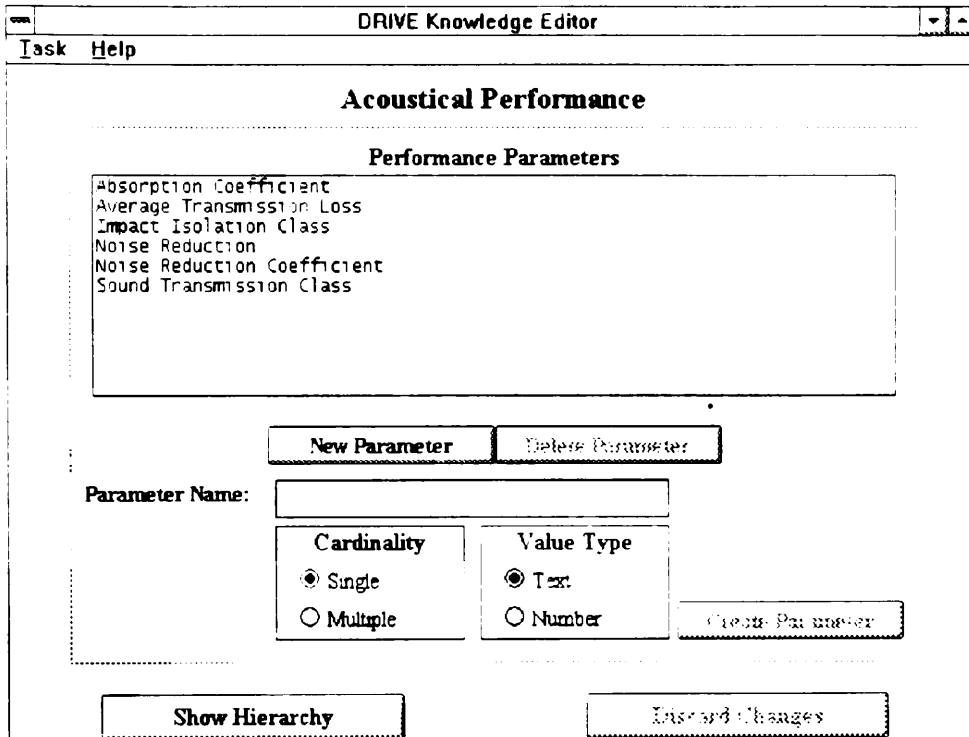 DRIVE Knowledge Editor
Task Help
Acoustical Performance
Performance Parameters
Absorption Coefficient
Average Transmission Loss
Impact Isolation Class
Noise Reduction
Noise Reduction Coefficient
Sound Transmission Class
New Parameter Delete Parameter
Parameter Name:
Cardinality Value Type
Single Text
Multiple Number Create Parameter
Show Hierarchy Discard Changes